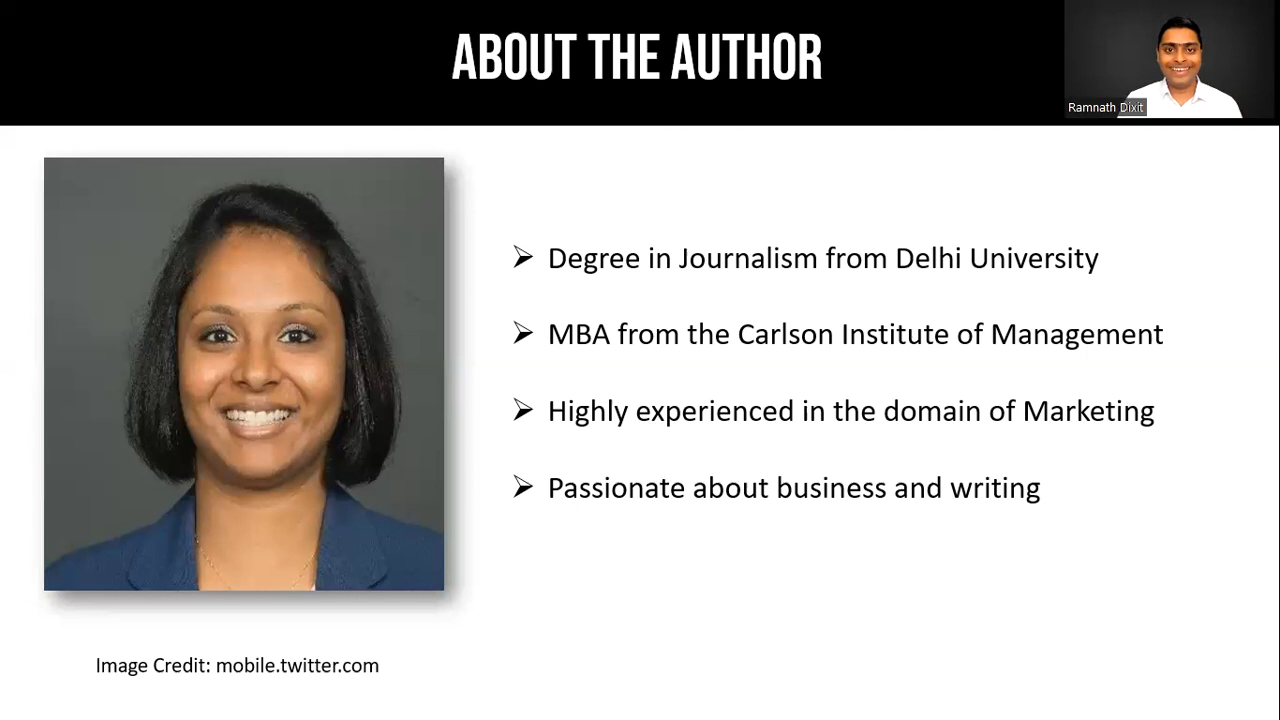 ABOUT THE AUTHOR
Ramnath Dixit
Degree in Journalism from Delhi University
MBA from the Carlson Institute of Management
Highly experienced in the domain of Marketing
Passionate about business and writing
Image Credit: mobile.twitter.com